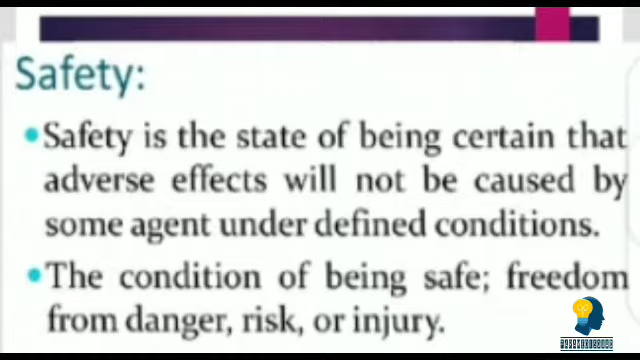 Safety:
•Safety is the state of being certain that
adverse effects will not be caused by
some agent under defined conditions.
•The condition of being safe; freedom
from danger, risk, or injury.